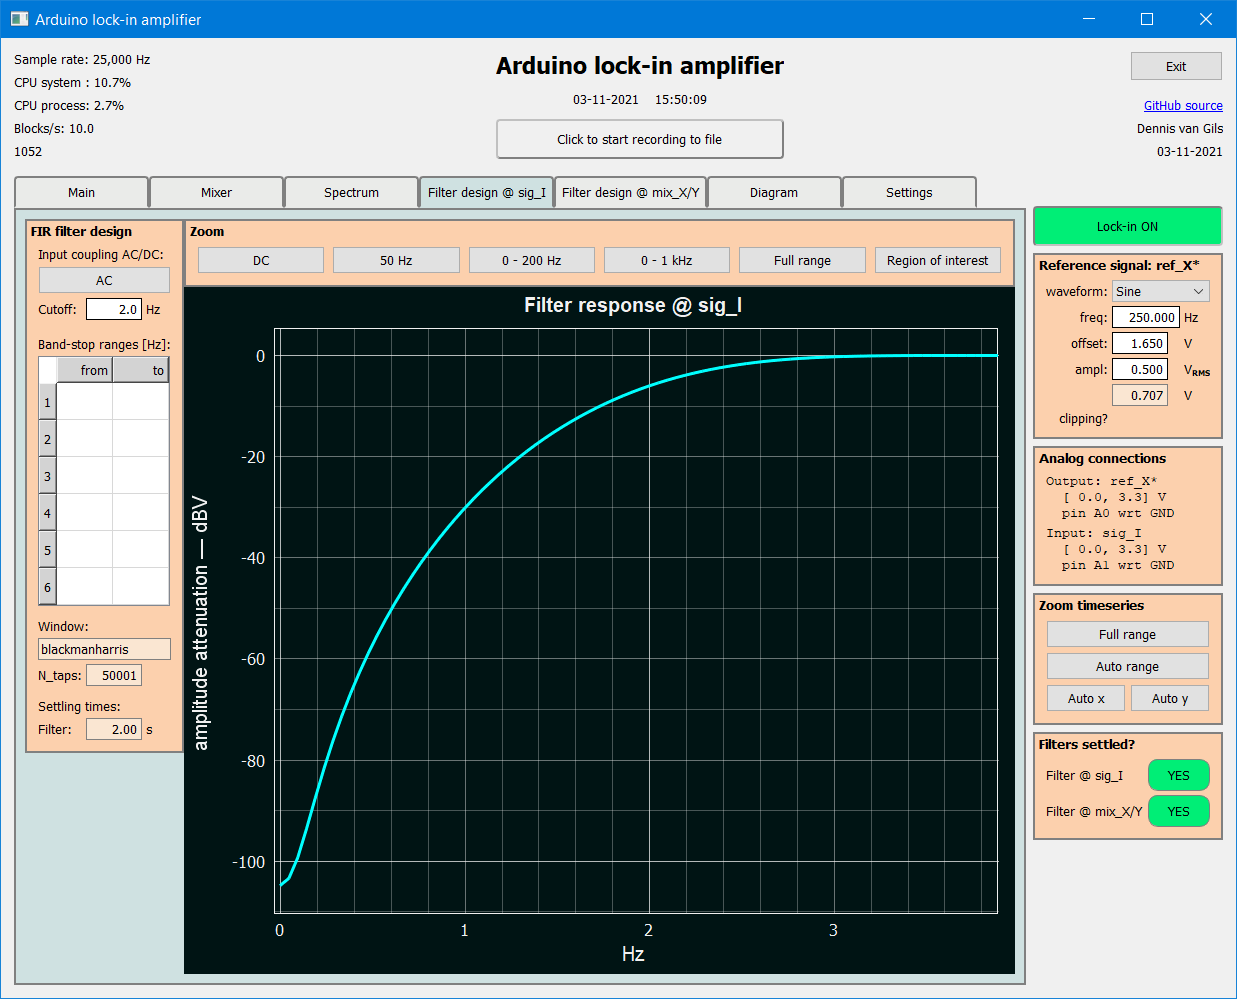 Arduino lock-in amplifier
Sample rate: 25,000 Hz
CPU system : 10.7%
CPU process: 2.7%
Blocks/s: 10.0
1052
Arduino lock-in amplifier
03-11-2021 15:50:09
Click to start recording to file
Exit
GitHub source
Dennis van Gils
03-11-2021
Main
Mixer
Spectrum
Filter design @ sig_I
Filter design @ mix_X/Y
Diagram
Settings
FIR filter design
Input coupling AC/DC:
AC
Cutoff: 2.0 Hz
Band-stop ranges [Hz]:
from to
1
2
3
4
5
6
Window:
blackmanharris
N_taps: 50001
Settling times:
Filter: 2.00 s
Zoom
DC
50 Hz
0 - 200 Hz
0 - 1 kHz
Full range
Region of interest
Filter response @ sig_I
amplitude attenuation — dBV
0
-20
-40
-60
-80
-100
0 1 2 3
Hz
Lock-in ON
Reference signal: ref_X*
waveform: Sine
freq: 250.000 Hz
offset: 1.650 V
ampl: 0.500 VRMS
0.707 V
clipping?
Analog connections
Output: ref_X*
[ 0.0, 3.3] V
pin A0 wrt GND
Input: sig_I
[ 0.0, 3.3] V
pin A1 wrt GND
Zoom timeseries
Full range
Auto range
Auto x
Auto y
Filters settled?
Filter @ sig_I YES
Filter @ mix_X/Y YES